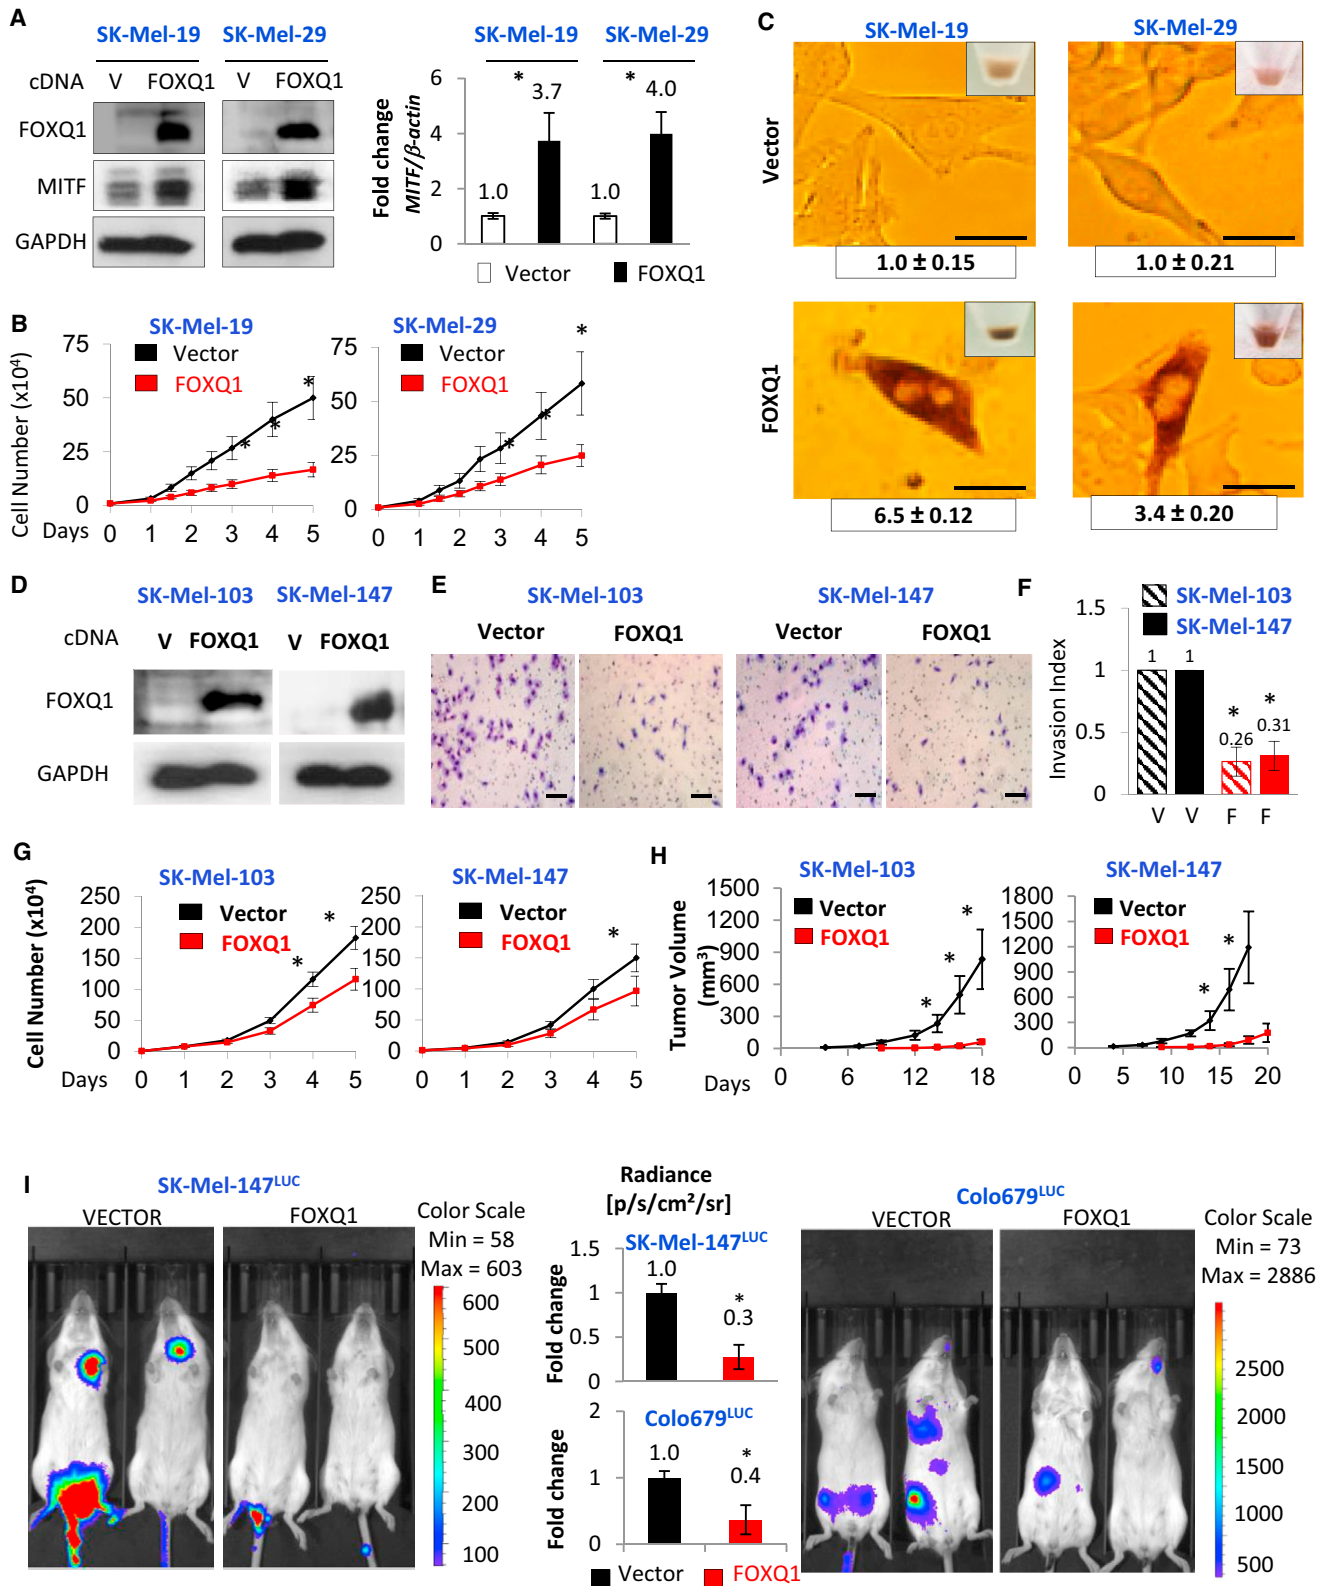 A
SK-Mel-19 SK-Mel-29
cDNA V FOXQ1 V FOXQ1
FOXQ1
MITF
GAPDH
SK-Mel-19 SK-Mel-29
Fold change
MITF/β-actin
6
4
2
0
* *
1.0 3.7 1.0 4.0
Vector FOXQ1
B
SK-Mel-19
Vector
FOXQ1
Cell Number (x10⁴)
75
50
25
0
* * *
Days 0 1 2 3 4 5
SK-Mel-29
Vector
FOXQ1
75
50
25
0
* * *
0 1 2 3 4 5
C
SK-Mel-19 SK-Mel-29
Vector
1.0 ± 0.15 1.0 ± 0.21
FOXQ1
6.5 ± 0.12 3.4 ± 0.20
D
SK-Mel-103 SK-Mel-147
cDNA V FOXQ1 V FOXQ1
FOXQ1
GAPDH
E
SK-Mel-103 SK-Mel-147
Vector FOXQ1 Vector FOXQ1
F
SK-Mel-103
SK-Mel-147
Invasion Index
1.5
1
0.5
0
1 1
* *
0.26 0.31
V V F F
G
SK-Mel-103
Vector
FOXQ1
Cell Number (x10⁴)
250
200
150
100
50
0
* *
Days 0 1 2 3 4 5
SK-Mel-147
Vector
FOXQ1
250
200
150
100
50
0
*
0 1 2 3 4 5
H
SK-Mel-103
Vector
FOXQ1
Tumor Volume
(mm³)
1500
1200
900
600
300
0
* * *
Days 0 6 12 18
SK-Mel-147
Vector
FOXQ1
1800
1500
1200
900
600
300
0
* *
0 5 10 15 20
I
SK-Mel-147ᴸᵁᶜ
VECTOR FOXQ1
Color Scale
Min = 58
Max = 603
600
500
400
300
200
100
Radiance
[p/s/cm²/sr]
SK-Mel-147ᴸᵁᶜ
Fold change
1.5
1
0.5
0
1.0
*
0.3
Colo679ᴸᵁᶜ
Fold change
2
1
0
1.0
*
0.4
Vector FOXQ1
Colo679ᴸᵁᶜ
VECTOR FOXQ1
Color Scale
Min = 73
Max = 2886
2500
2000
1500
1000
500